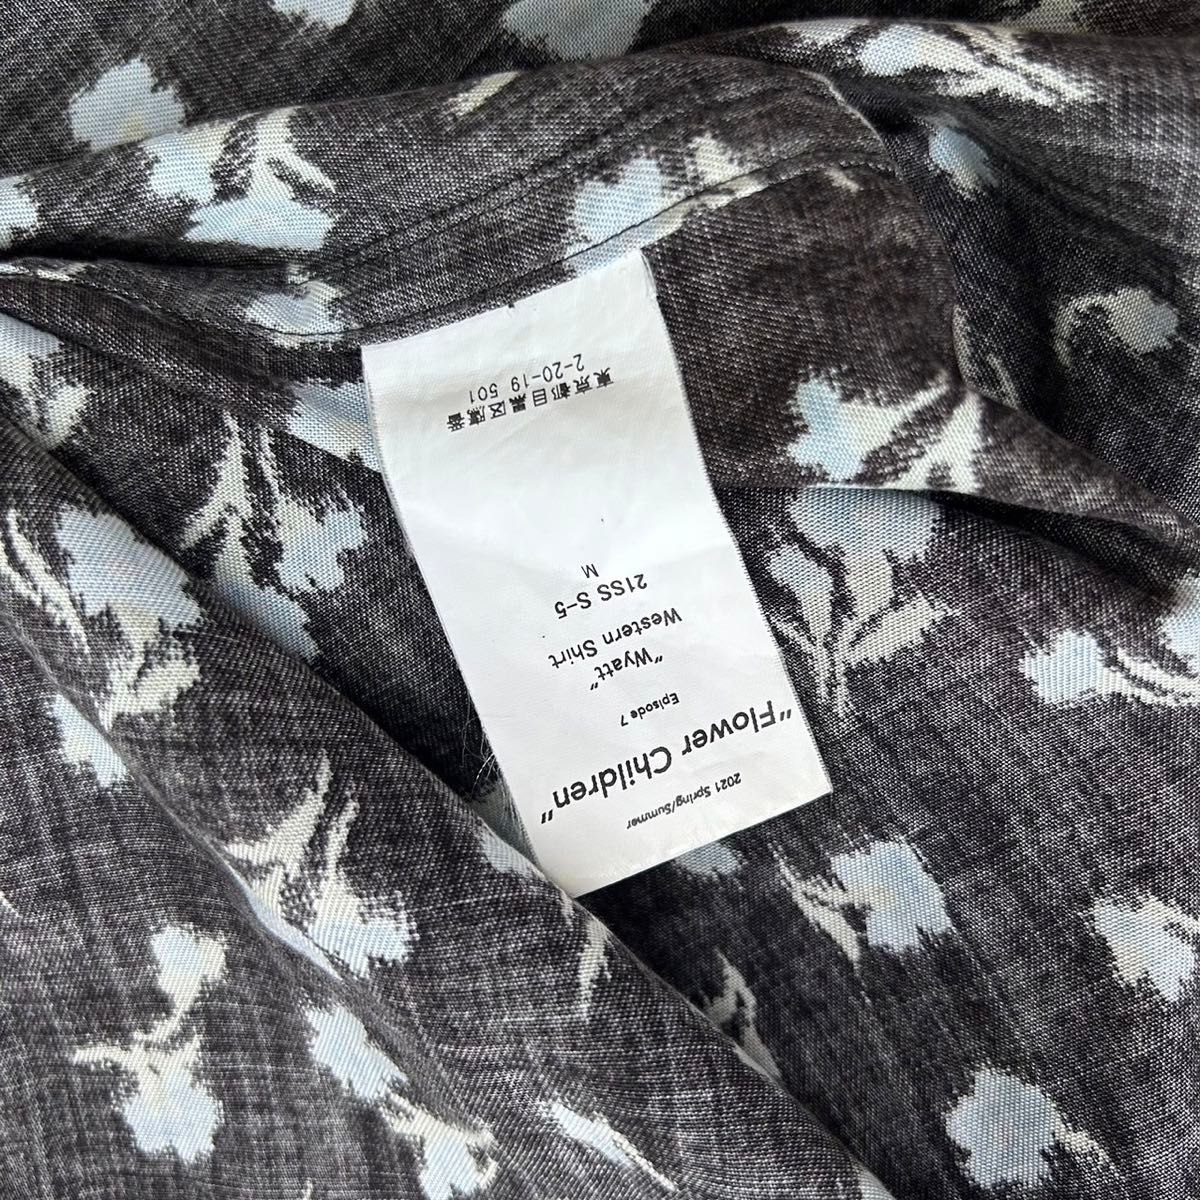 2021 Spring/Summer
"Flower Children"
Episode 7
"Wyatt"
Western Shirt
21SS S-5
M
東京都目黒区鷹番
2-20-19 501